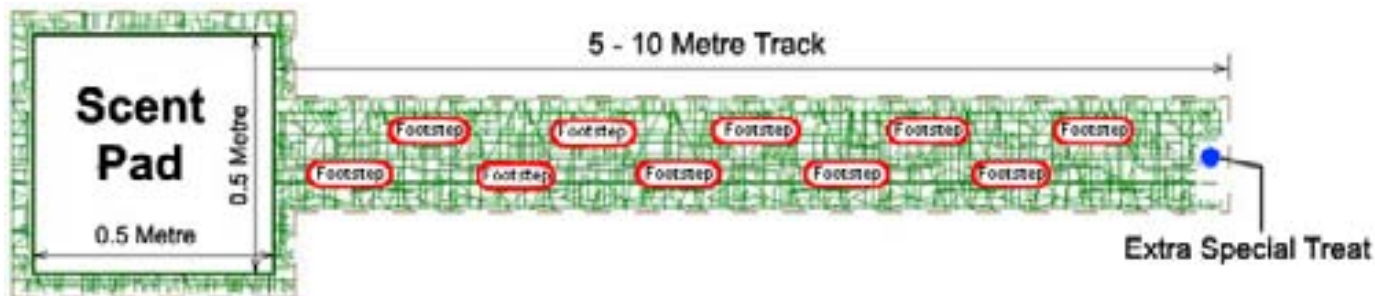 5 - 10 Metre Track
Scent
Pad
0.5 Metre
0.5 Metre
Footstep Footstep Footstep Footstep Footstep
Footstep Footstep Footstep Footstep Footstep
Extra Special Treat